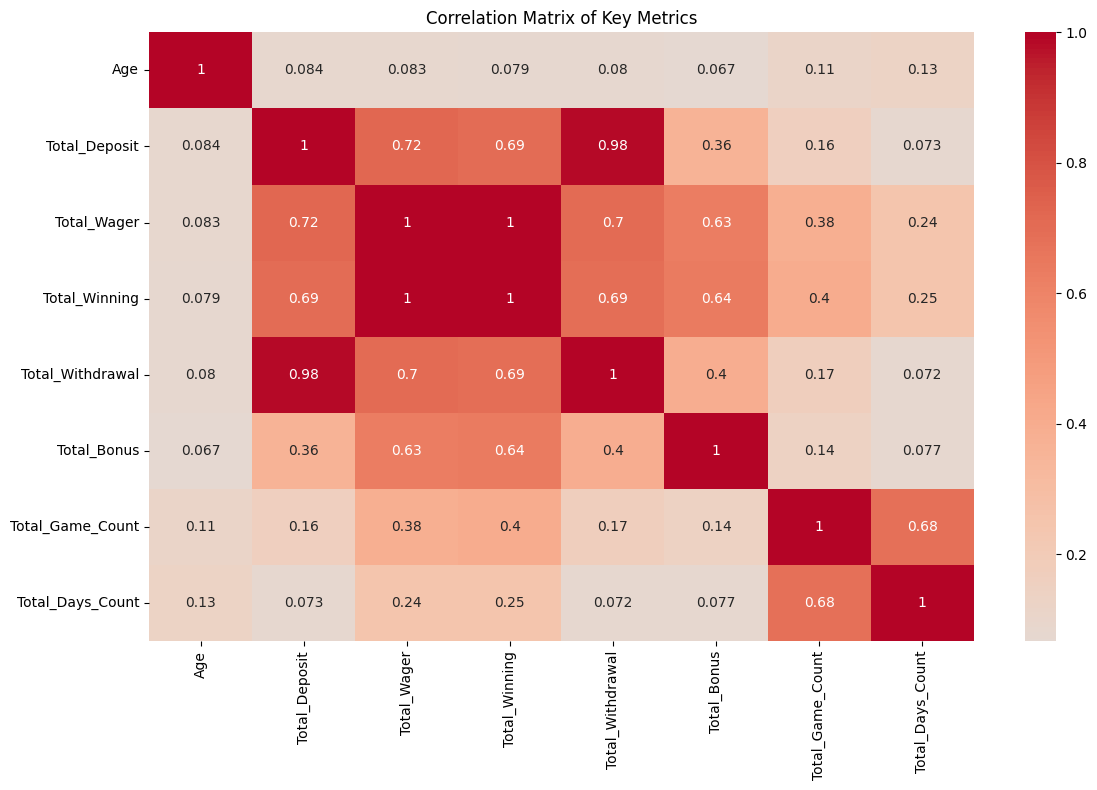 Correlation Matrix of Key Metrics
Age 1 0.084 0.083 0.079 0.08 0.067 0.11 0.13
Total_Deposit 0.084 1 0.72 0.69 0.98 0.36 0.16 0.073
Total_Wager 0.083 0.72 1 1 0.7 0.63 0.38 0.24
Total_Winning 0.079 0.69 1 1 0.69 0.64 0.4 0.25
Total_Withdrawal 0.08 0.98 0.7 0.69 1 0.4 0.17 0.072
Total_Bonus 0.067 0.36 0.63 0.64 0.4 1 0.14 0.077
Total_Game_Count 0.11 0.16 0.38 0.4 0.17 0.14 1 0.68
Total_Days_Count 0.13 0.073 0.24 0.25 0.072 0.077 0.68 1
Age
Total_Deposit
Total_Wager
Total_Winning
Total_Withdrawal
Total_Bonus
Total_Game_Count
Total_Days_Count
1.0
0.8
0.6
0.4
0.2